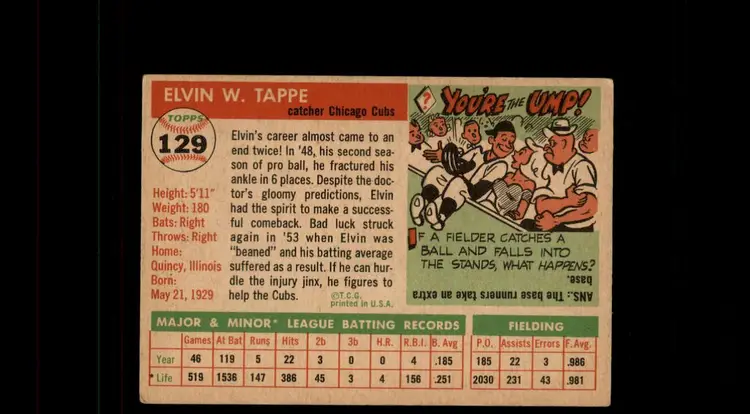 ELVIN W. TAPPE
catcher Chicago Cubs
TOPPS
129
Height: 5'11"
Weight: 180
Bats: Right
Throws: Right
Home:
Quincy, Illinois
Born:
May 21, 1929
Elvin's career almost came to an
end twice! In '48, his second sea-
son of pro ball, he fractured his
ankle in 6 places. Despite the doc-
tor's gloomy predictions, Elvin
had the spirit to make a success-
ful comeback. Bad luck struck
again in '53 when Elvin was
"beaned" and his batting average
suffered as a result. If he can hur-
dle the injury jinx, he figures to
help the Cubs.
©T.C.G.
printed in U.S.A.
? YOU'RE THE UMP!
IF A FIELDER CATCHES A
BALL AND FALLS INTO
THE STANDS, WHAT HAPPENS?
ANS.: The base runners take an extra
base.
MAJOR & MINOR* LEAGUE BATTING RECORDS
Games At Bat Runs Hits 2b 3b H.R. R.B.I. B. Avg
Year 46 119 5 22 3 0 0 4 .185
*Life 519 1536 147 386 45 3 4 156 .251
FIELDING
P.O. Assists Errors F. Avg.
185 22 3 .986
2030 231 43 .981